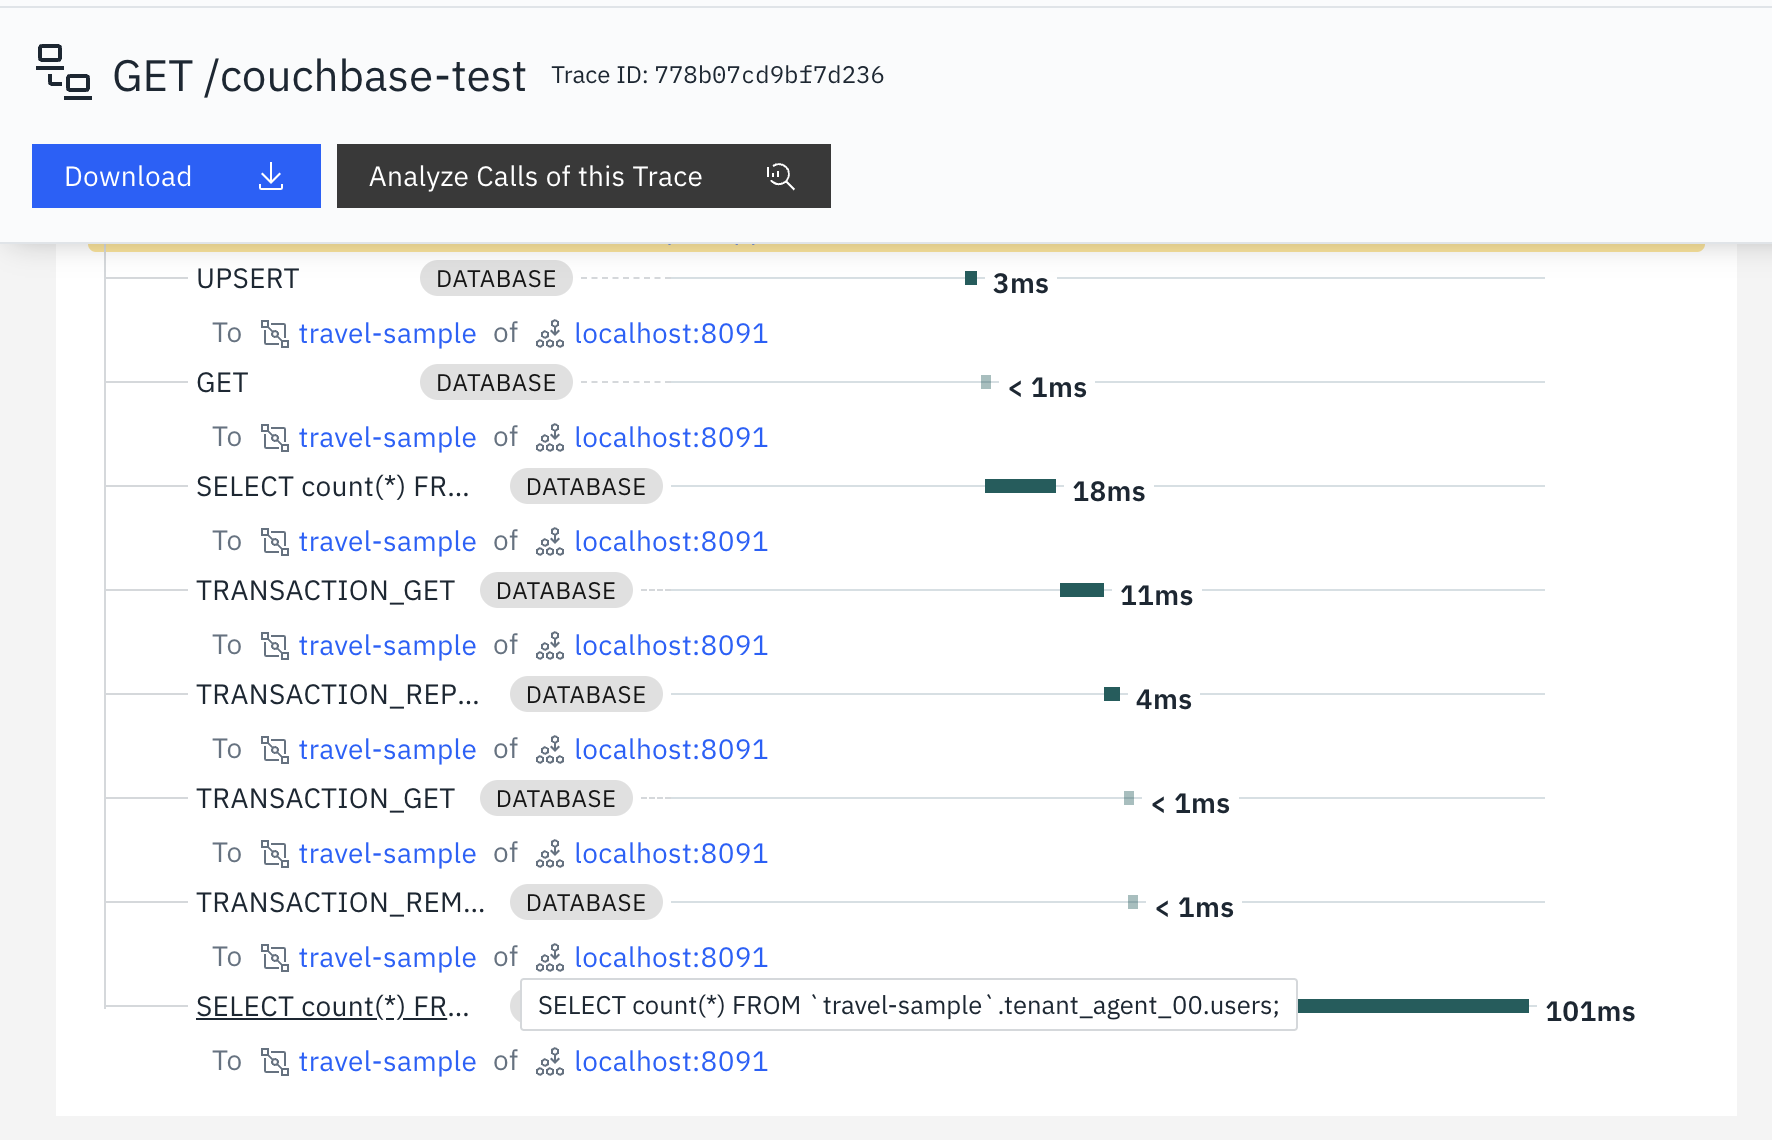 GET /couchbase-test Trace ID: 778b07cd9bf7d236
Download Analyze Calls of this Trace
UPSERT DATABASE 3ms
To travel-sample of localhost:8091
GET DATABASE < 1ms
To travel-sample of localhost:8091
SELECT count(*) FR... DATABASE 18ms
To travel-sample of localhost:8091
TRANSACTION_GET DATABASE 11ms
To travel-sample of localhost:8091
TRANSACTION_REP... DATABASE 4ms
To travel-sample of localhost:8091
TRANSACTION_GET DATABASE < 1ms
To travel-sample of localhost:8091
TRANSACTION_REM... DATABASE < 1ms
To travel-sample of localhost:8091
SELECT count(*) FR... SELECT count(*) FROM `travel-sample`.tenant_agent_00.users; 101ms
To travel-sample of localhost:8091